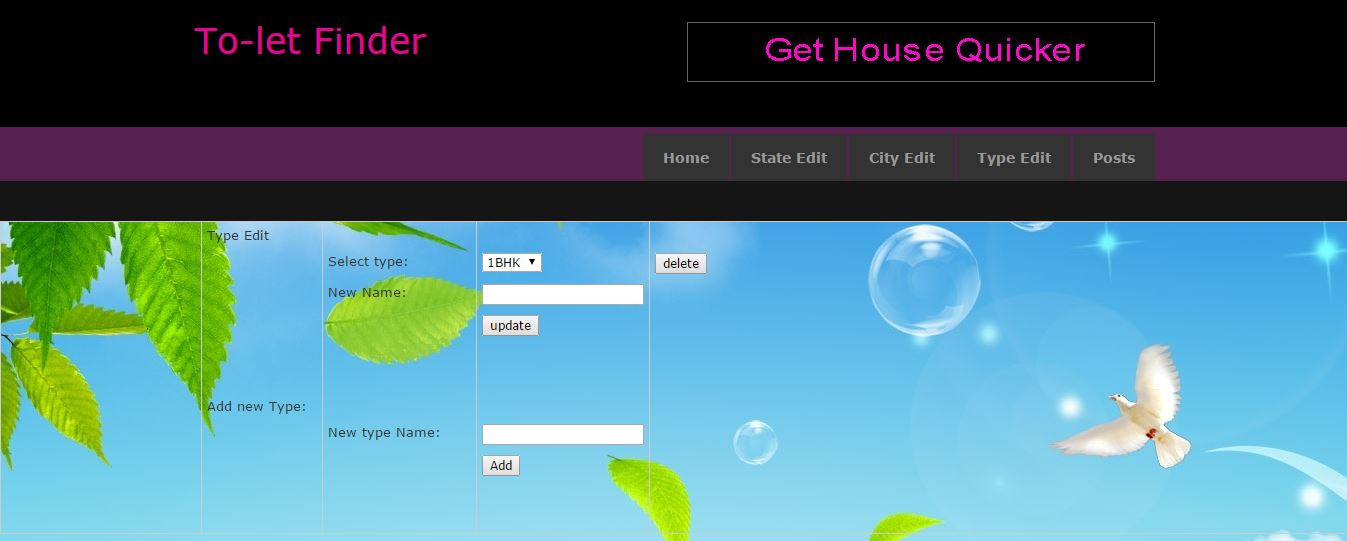 To-let Finder
Get House Quicker
Home State Edit City Edit Type Edit Posts
Type Edit
Select type: 1BHK delete
New Name:
update
Add new Type:
New type Name:
Add